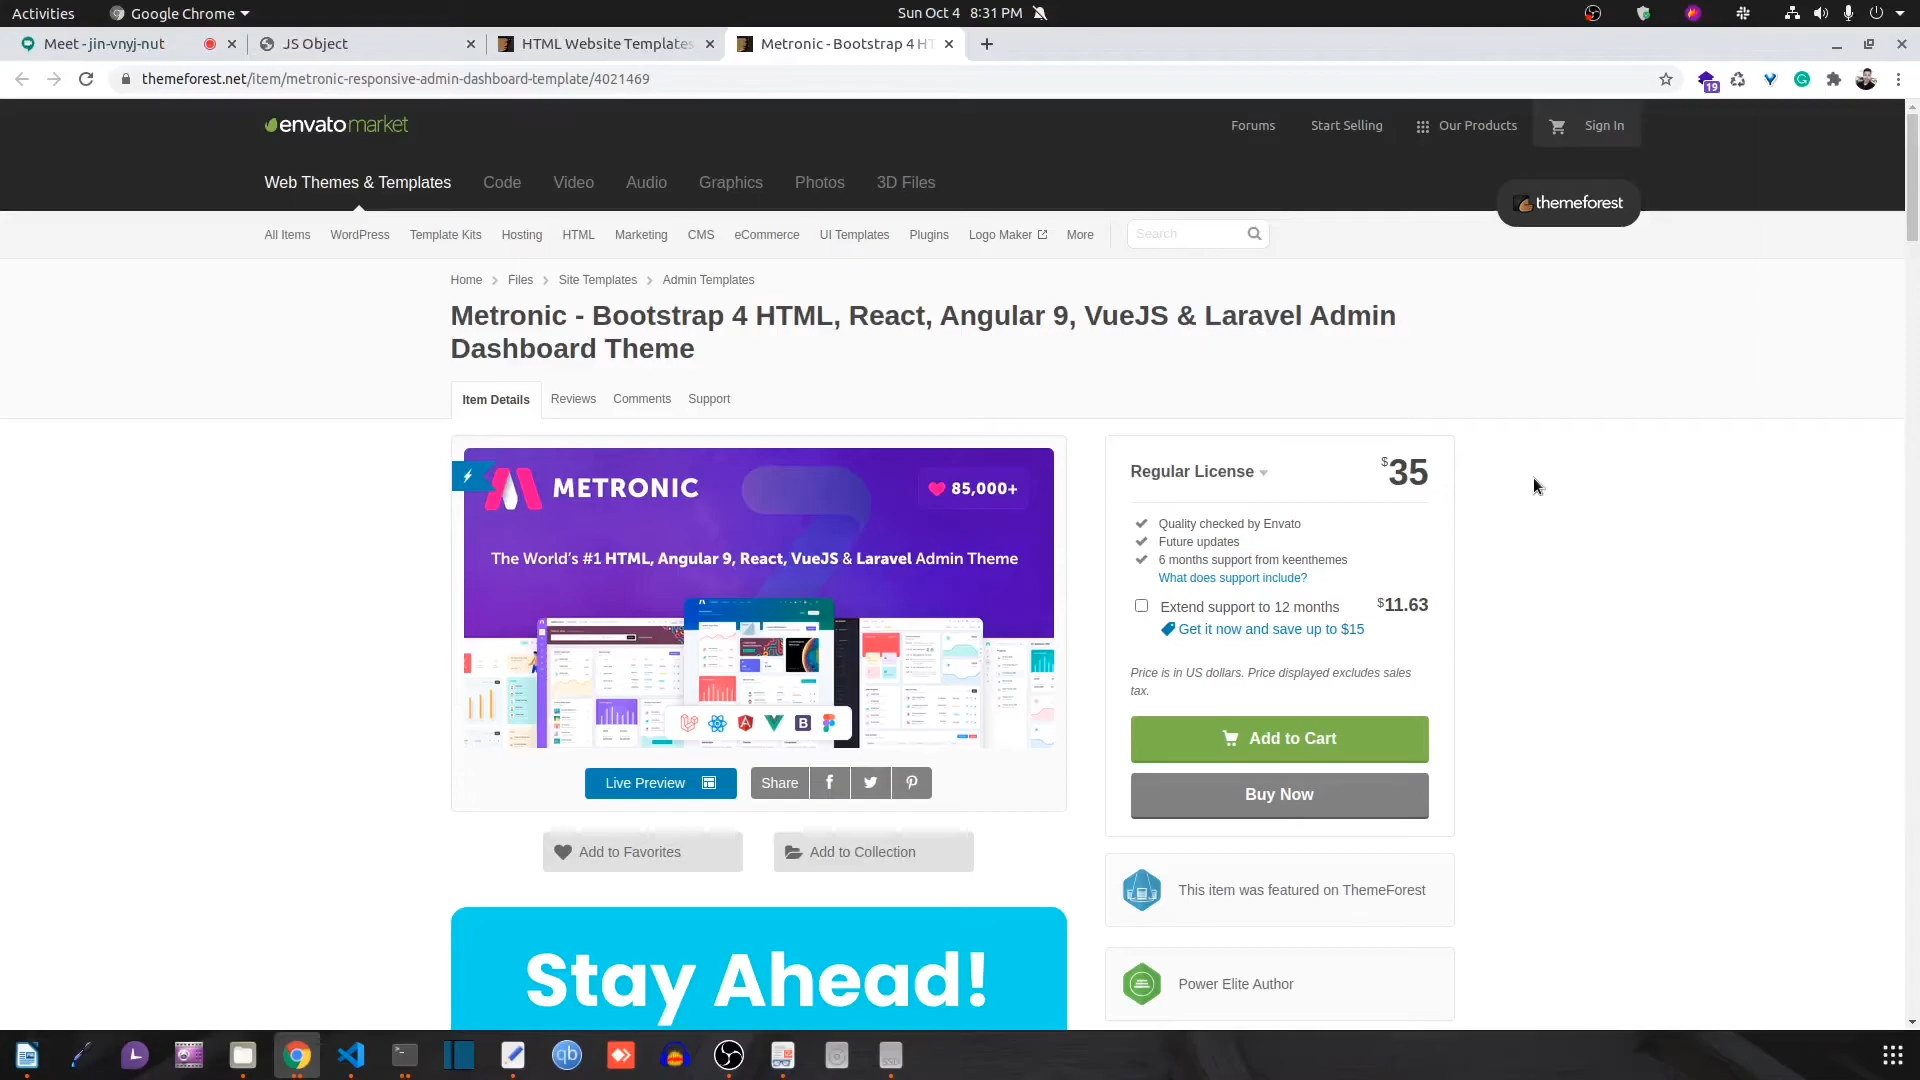 Activities
Google Chrome
Sun Oct 4 8:31 PM
Meet - jin-vnyj-nut
JS Object
HTML Website Templates
Metronic - Bootstrap 4 HT
themeforest.net/item/metronic-responsive-admin-dashboard-template/4021469
19
envatomarket
Forums
Start Selling
Our Products
Sign In
Web Themes & Templates
Code
Video
Audio
Graphics
Photos
3D Files
themeforest
All Items
WordPress
Template Kits
Hosting
HTML
Marketing
CMS
eCommerce
UI Templates
Plugins
Logo Maker
More
Search
Home
Files
Site Templates
Admin Templates
Metronic - Bootstrap 4 HTML, React, Angular 9, VueJS & Laravel Admin
Dashboard Theme
Item Details
Reviews
Comments
Support
METRONIC
85,000+
The World's #1 HTML, Angular 9, React, VueJS & Laravel Admin Theme
B
Live Preview
Share
Add to Favorites
Add to Collection
Stay Ahead!
Regular License
$35
Quality checked by Envato
Future updates
6 months support from keenthemes
What does support include?
Extend support to 12 months
$11.63
Get it now and save up to $15
Price is in US dollars. Price displayed excludes sales
tax.
Add to Cart
Buy Now
This item was featured on ThemeForest
Power Elite Author
qb
SSD